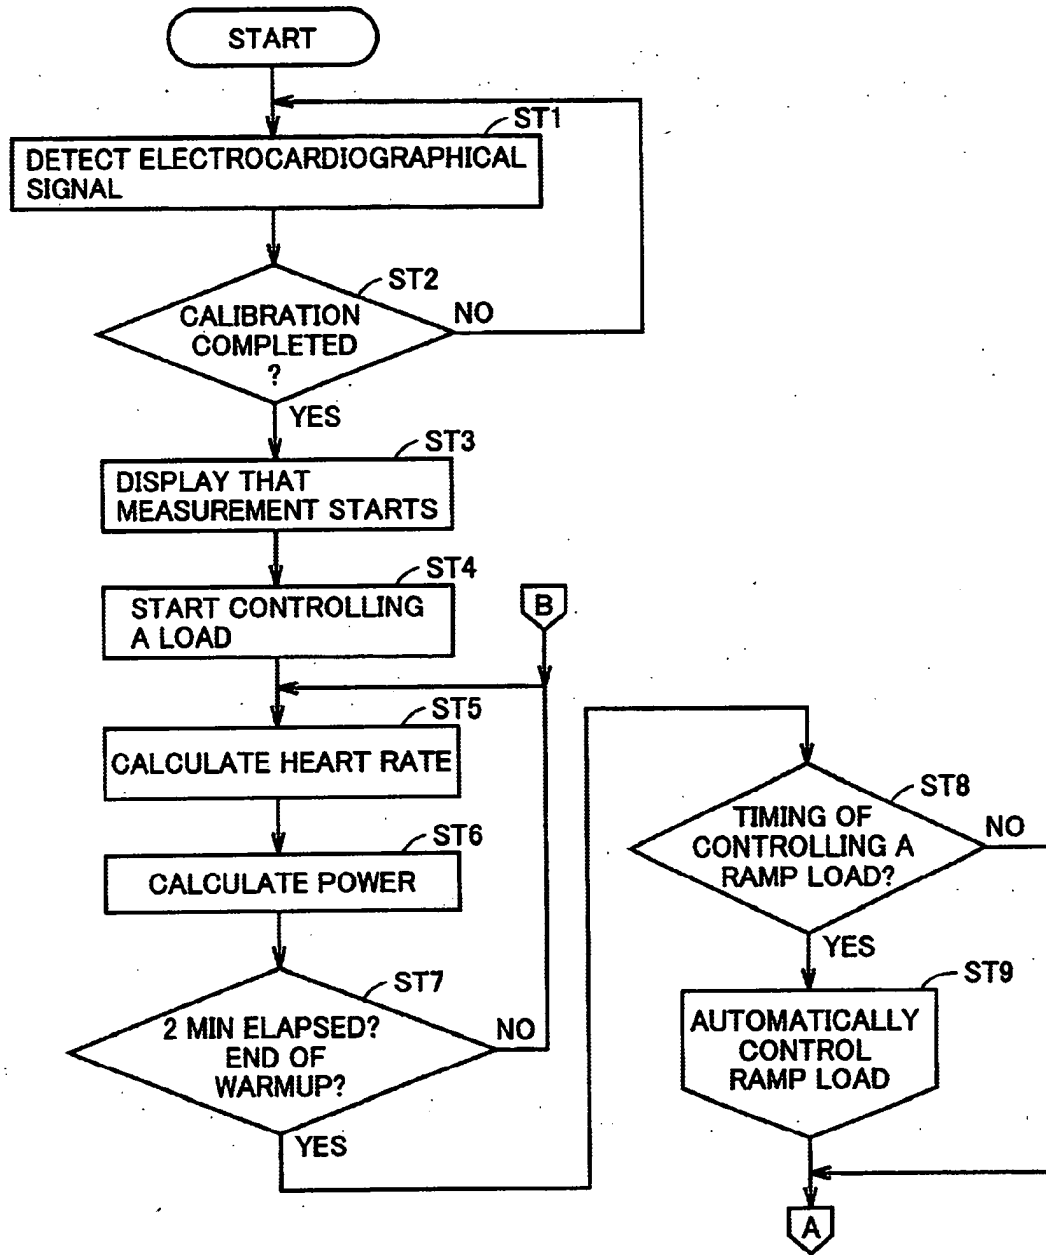 START
ST1
DETECT ELECTROCARDIOGRAPHICAL
SIGNAL
ST2
CALIBRATION
COMPLETED
?
NO
YES
ST3
DISPLAY THAT
MEASUREMENT STARTS
ST4
START CONTROLLING
A LOAD
B
ST5
CALCULATE HEART RATE
ST6
CALCULATE POWER
ST7
2 MIN ELAPSED?
END OF
WARMUP?
NO
YES
ST8
TIMING OF
CONTROLLING A
RAMP LOAD?
NO
YES
ST9
AUTOMATICALLY
CONTROL
RAMP LOAD
A